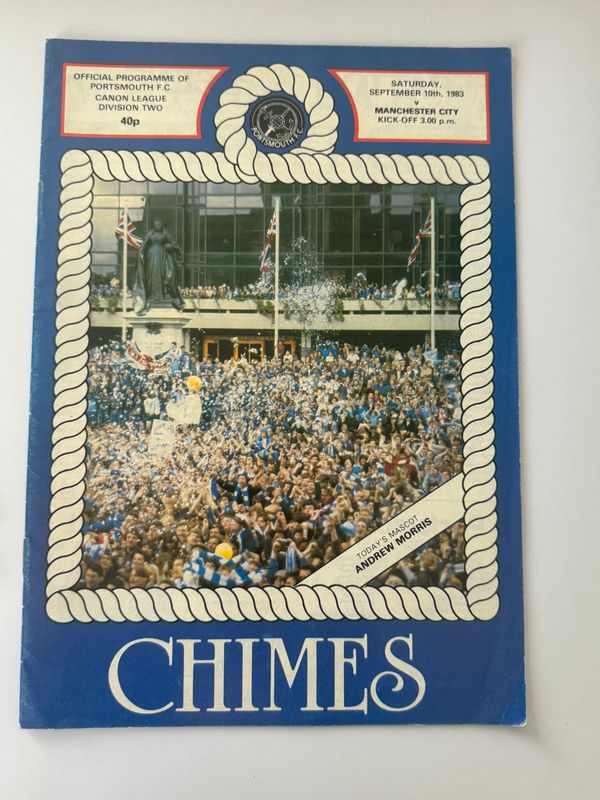 OFFICIAL PROGRAMME OF
PORTSMOUTH F.C.
CANON LEAGUE
DIVISION TWO
40p
PORTSMOUTH F.C.
SATURDAY,
SEPTEMBER 10th, 1983
v
MANCHESTER CITY
KICK-OFF 3.00 p.m.
TODAY'S MASCOT
ANDREW MORRIS
CHIMES